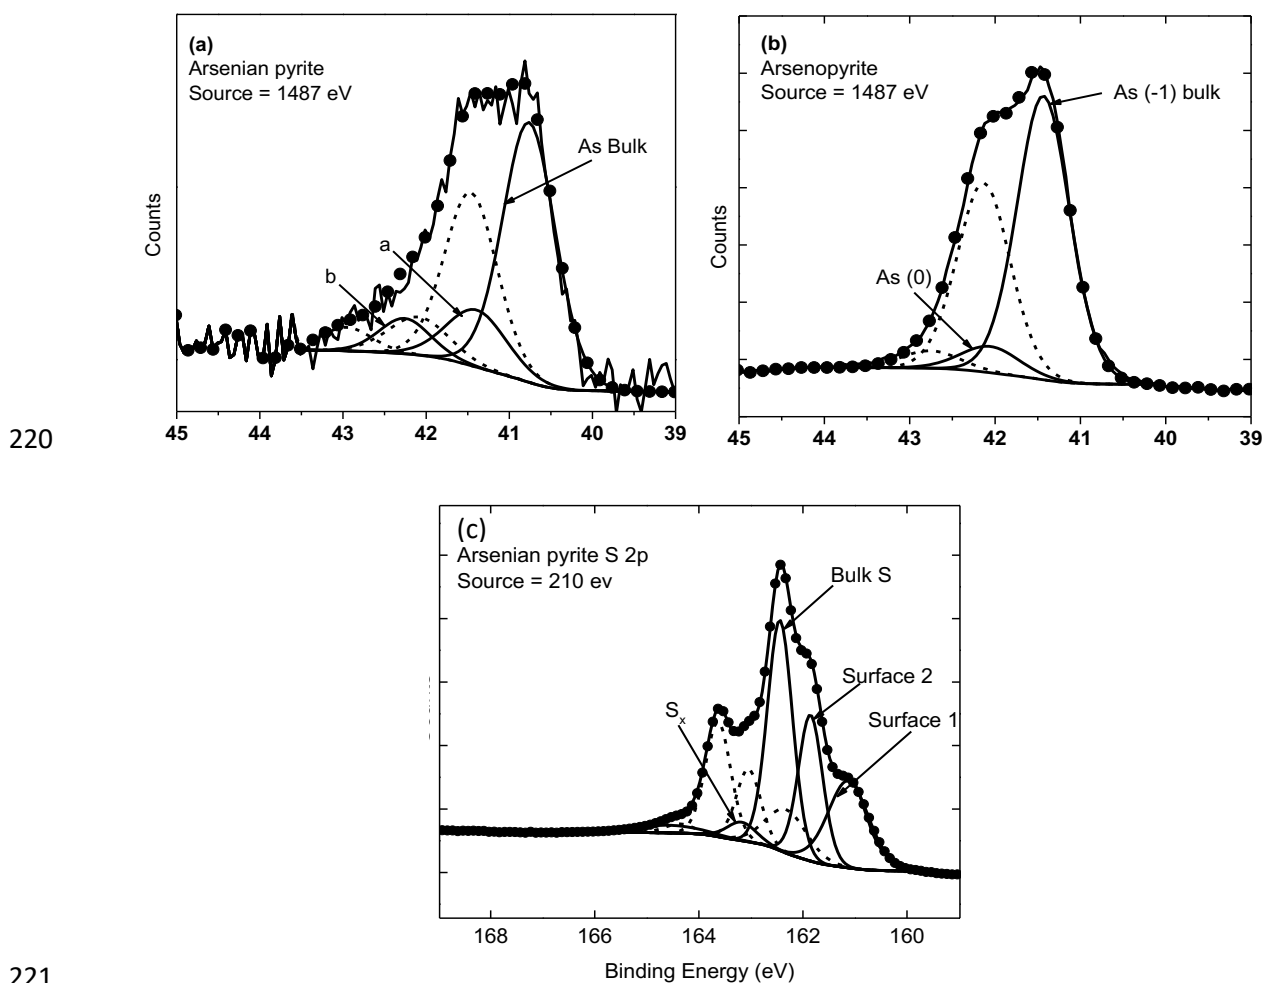 (a)
Arsenian pyrite
Source = 1487 eV
As Bulk
a
b
Counts
45 44 43 42 41 40 39
(b)
Arsenopyrite
Source = 1487 eV
As (-1) bulk
As (0)
Counts
45 44 43 42 41 40 39
220
(c)
Arsenian pyrite S 2p
Source = 210 ev
Bulk S
Surface 2
Surface 1
Sx
168 166 164 162 160
Binding Energy (eV)
221